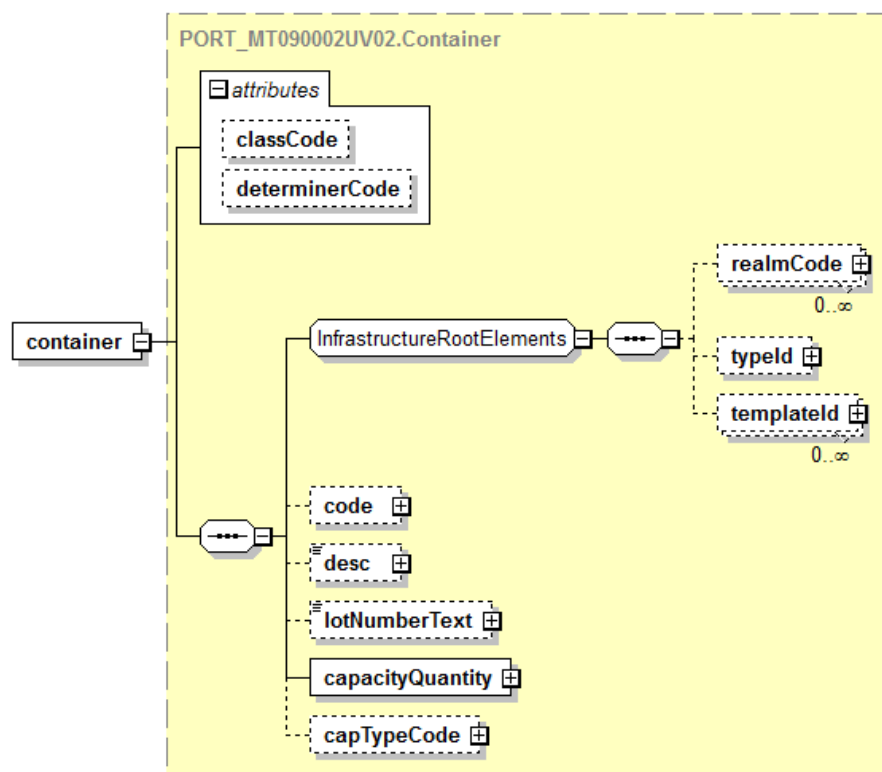 PORT_MT090002UV02.Container
attributes
classCode
determinerCode
realmCode
0..∞
container
InfrastructureRootElements
typeId
templateId
0..∞
code
desc
lotNumberText
capacityQuantity
capTypeCode